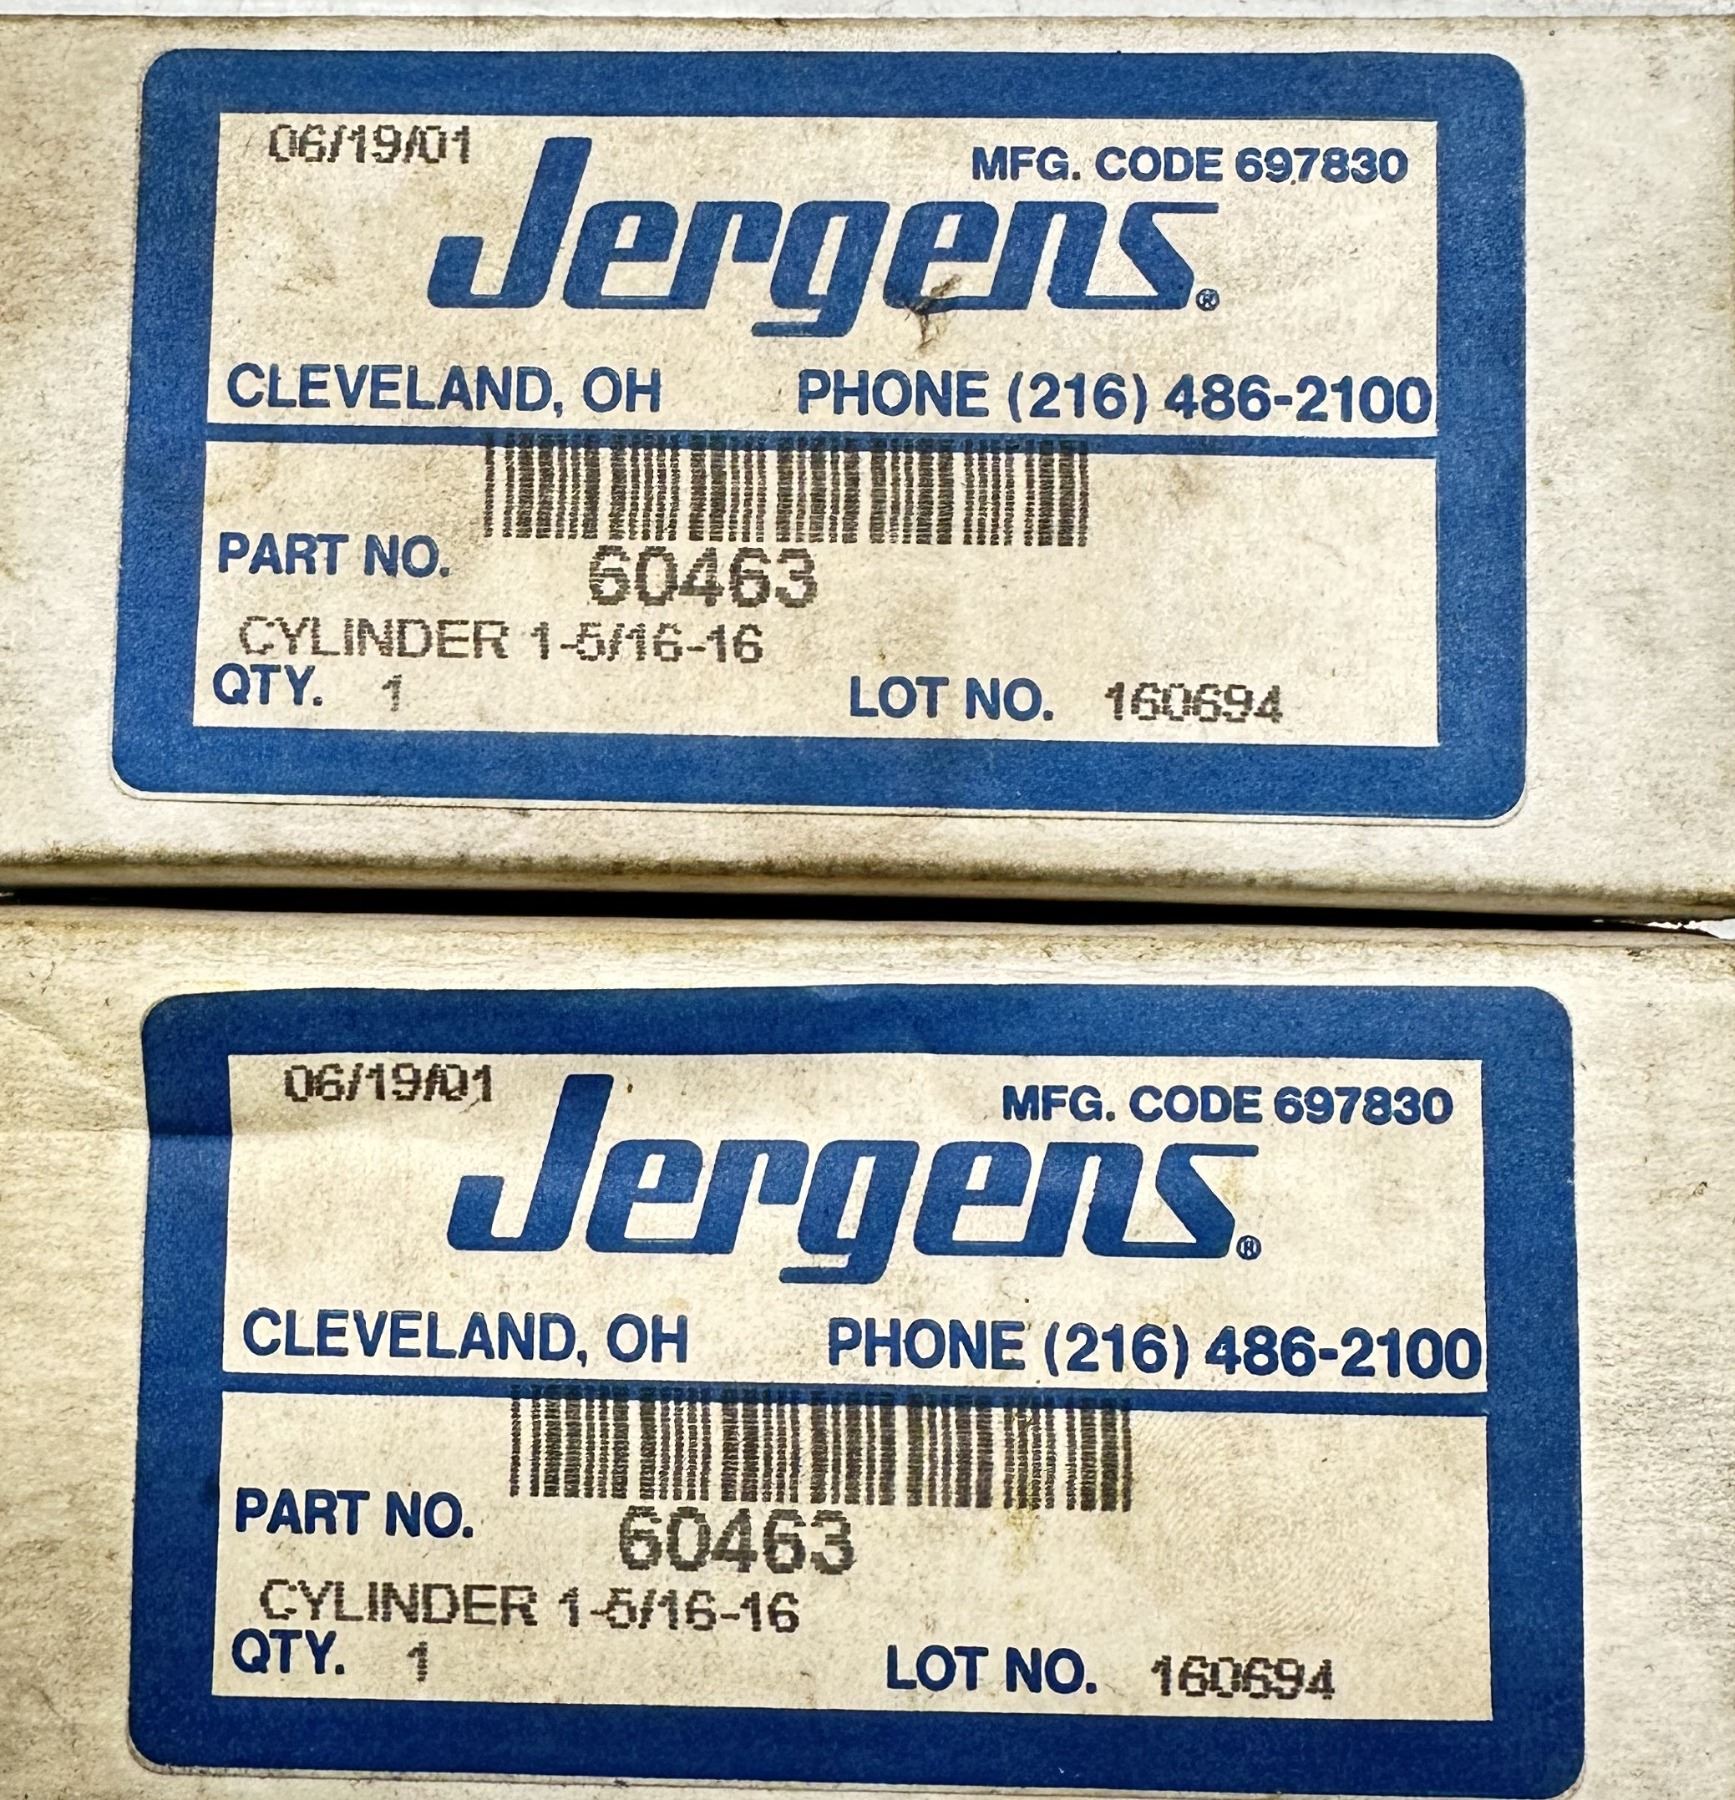 06/19/01
MFG. CODE 697830
Jergens®
CLEVELAND, OH PHONE (216) 486-2100
PART NO. 60463
CYLINDER 1-5/16-16
QTY. 1 LOT NO. 160694
06/19/01
MFG. CODE 697830
Jergens®
CLEVELAND, OH PHONE (216) 486-2100
PART NO. 60463
CYLINDER 1-5/16-16
QTY. 1 LOT NO. 160694